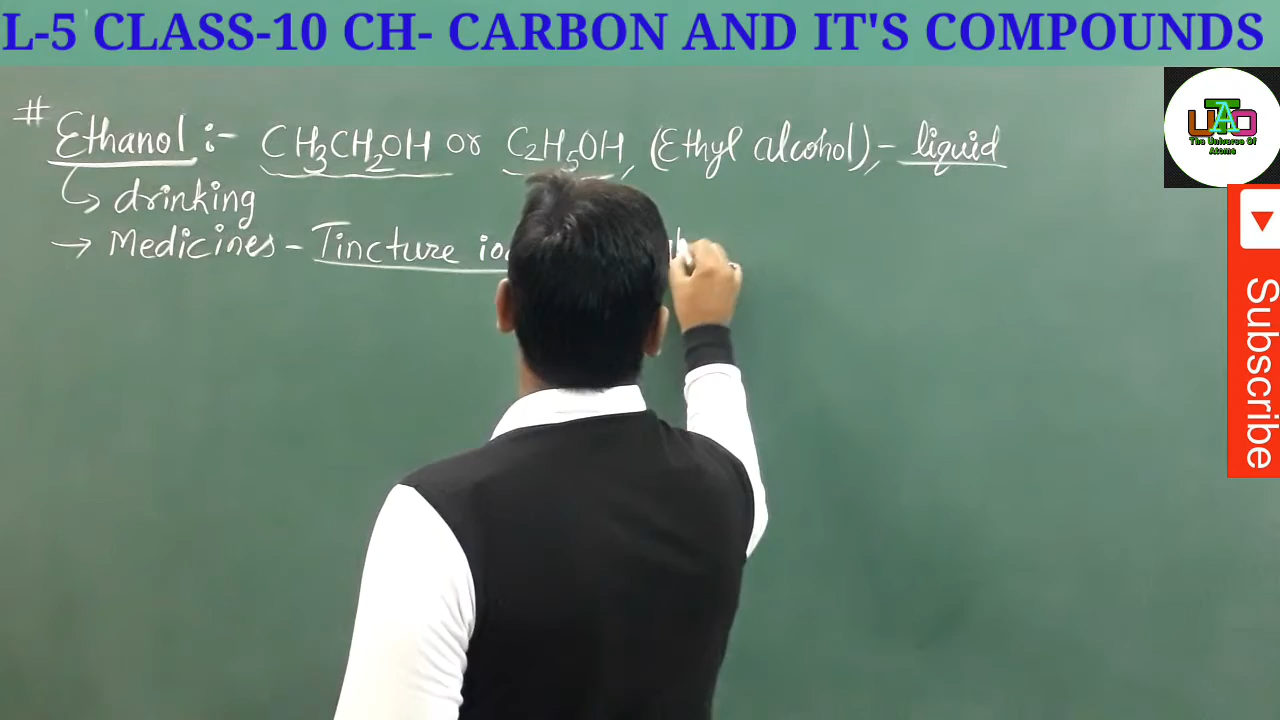 L-5 CLASS-10 CH- CARBON AND IT'S COMPOUNDS
# Ethanol :- CH3CH2OH or C2H5OH, (Ethyl alcohol),- liquid
↳ drinking
→ Medicines - Tincture
UTAO
The Universe Of
Atoms
Subscribe